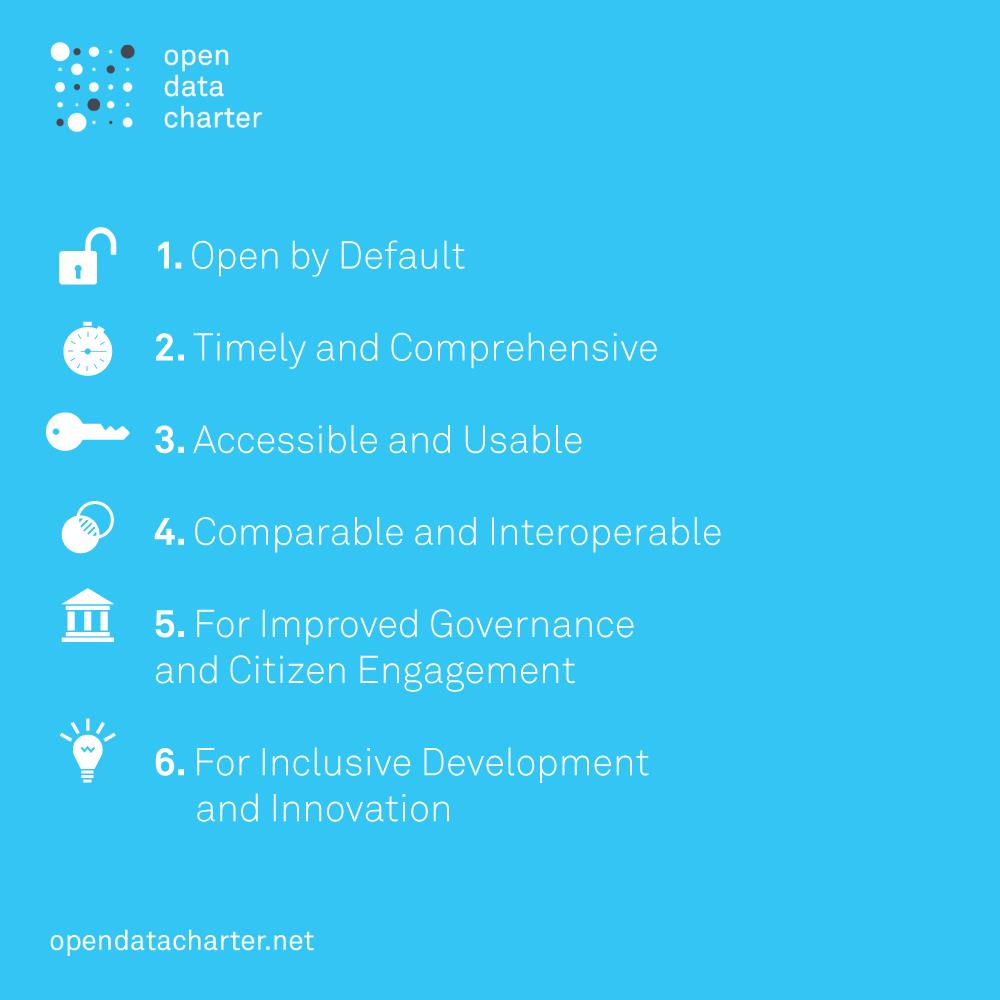 open
data
charter
1. Open by Default
2. Timely and Comprehensive
3. Accessible and Usable
4. Comparable and Interoperable
5. For Improved Governance
and Citizen Engagement
6. For Inclusive Development
and Innovation
opendatacharter.net